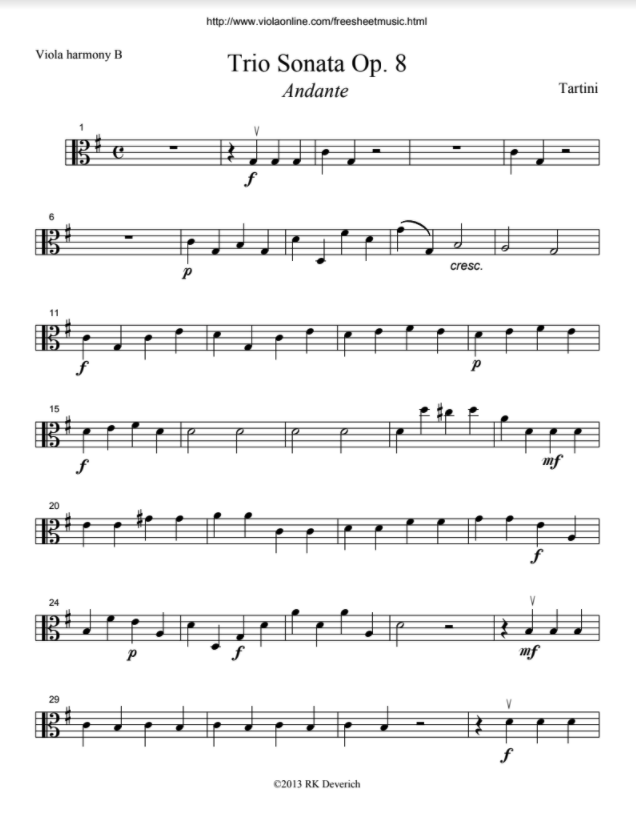 http://www.violaonline.com/freesheetmusic.html
Viola harmony B
Trio Sonata Op. 8
Andante
Tartini
1
f
6
p
cresc.
11
f
p
15
f
mf
20
f
24
p
f
mf
29
f
©2013 RK Deverich